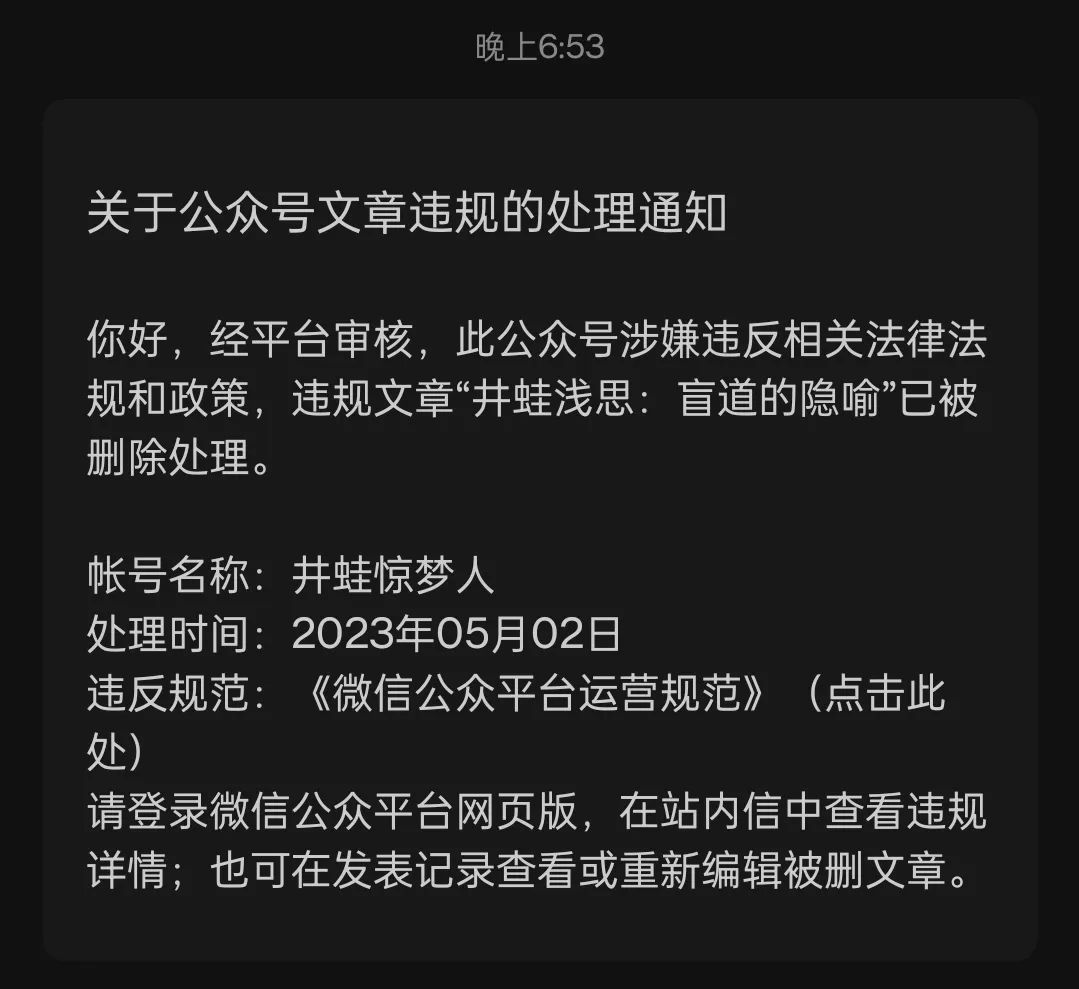 晚上6:53
关于公众号文章违规的处理通知
你好，经平台审核，此公众号涉嫌违反相关法律法
规和政策，违规文章“井蛙浅思：盲道的隐喻”已被
删除处理。
帐号名称：井蛙惊梦人
处理时间：2023年05月02日
违反规范：《微信公众平台运营规范》（点击此
处）
请登录微信公众平台网页版，在站内信中查看违规
详情；也可在发表记录查看或重新编辑被删文章。